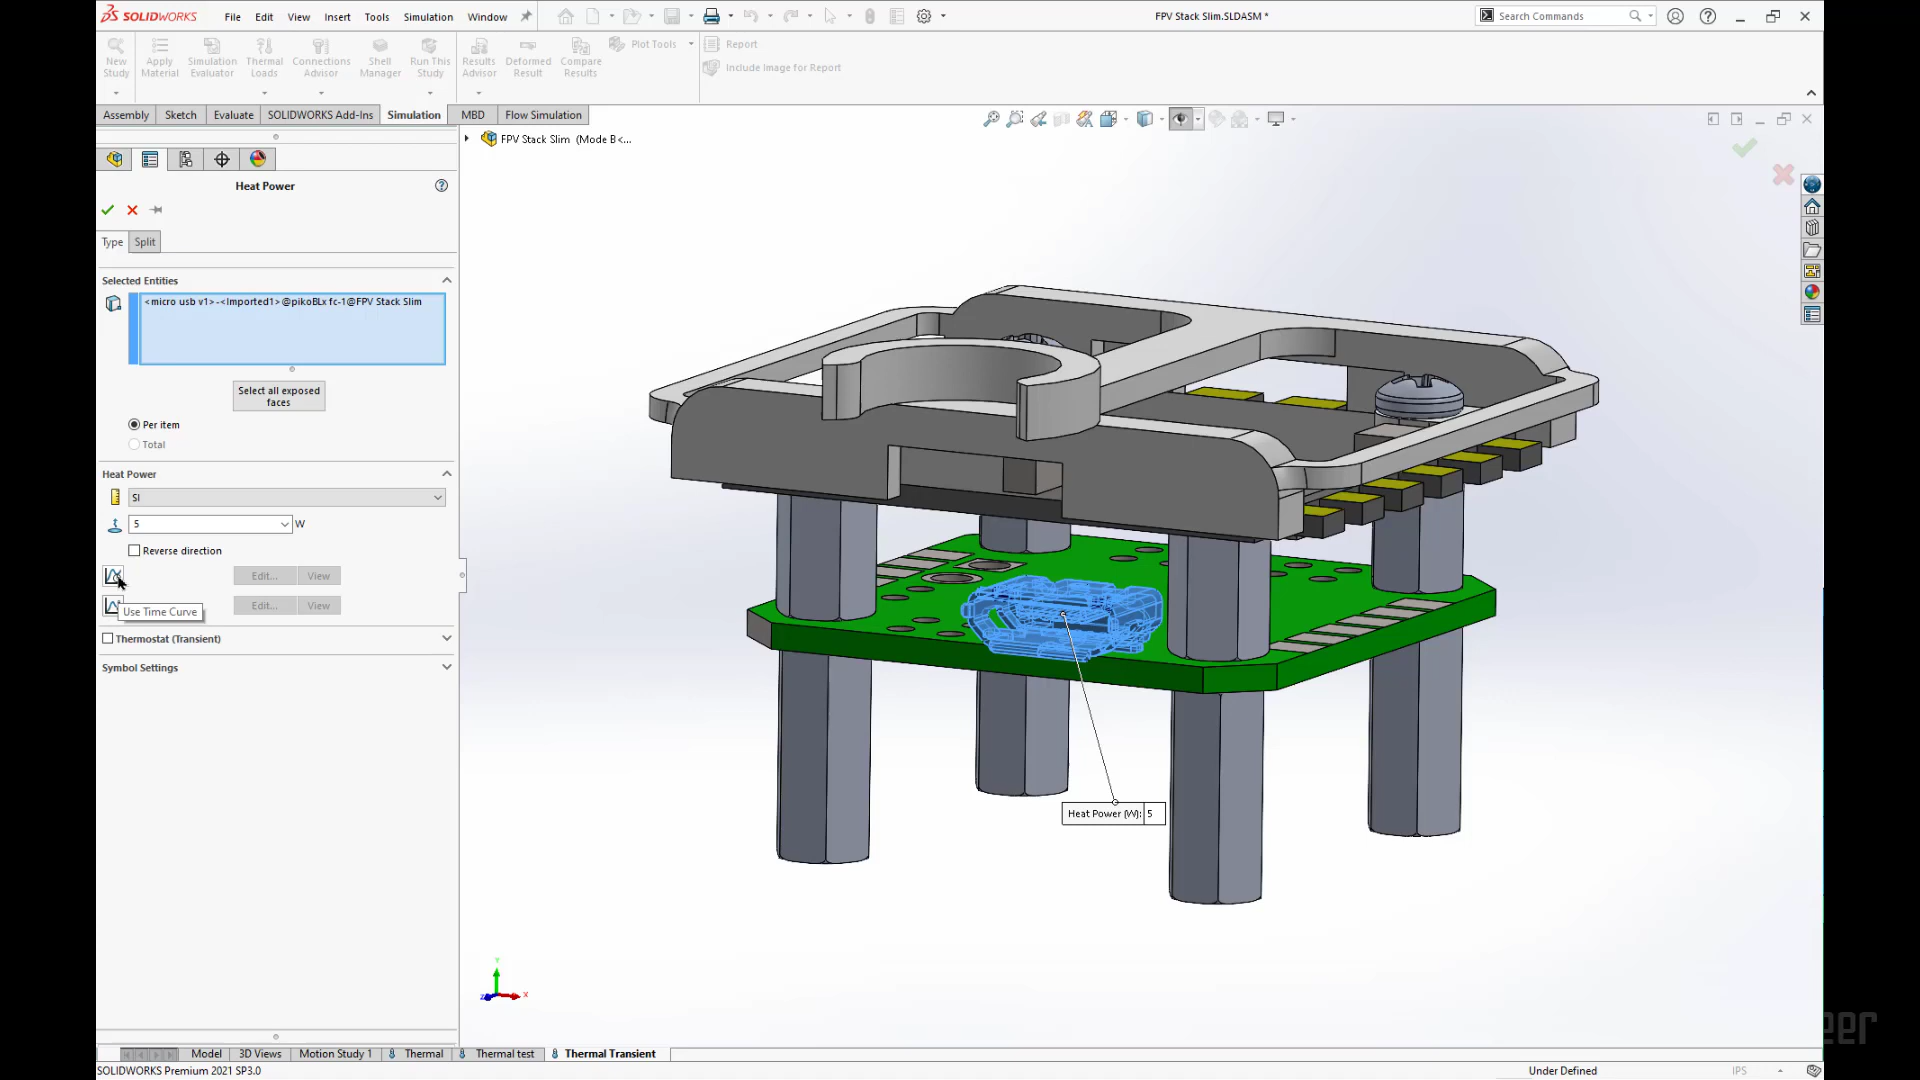 SOLIDWORKS File Edit View Insert Tools Simulation Window FPV Stack Slim.SLDASM * Search Commands
New Study Apply Material Simulation Evaluator Thermal Loads Connections Advisor Shell Manager Run This Study Results Advisor Deformed Result Compare Results Plot Tools Report
Include Image for Report
Assembly Sketch Evaluate SOLIDWORKS Add-Ins Simulation MBD Flow Simulation
FPV Stack Slim (Mode B<...
Heat Power
Type Split
Selected Entities
<micro usb v1>-<Imported1>@pikoBLx fc-1@FPV Stack Slim
Select all exposed
faces
Per item
Total
Heat Power
SI
5 W
Reverse direction
Edit... View
Edit... View
Use Time Curve
Thermostat (Transient)
Symbol Settings
Heat Power (W): 5
Y
Z X
Model 3D Views Motion Study 1 Thermal Thermal test Thermal Transient
SOLIDWORKS Premium 2021 SP3.0 Under Defined IPS